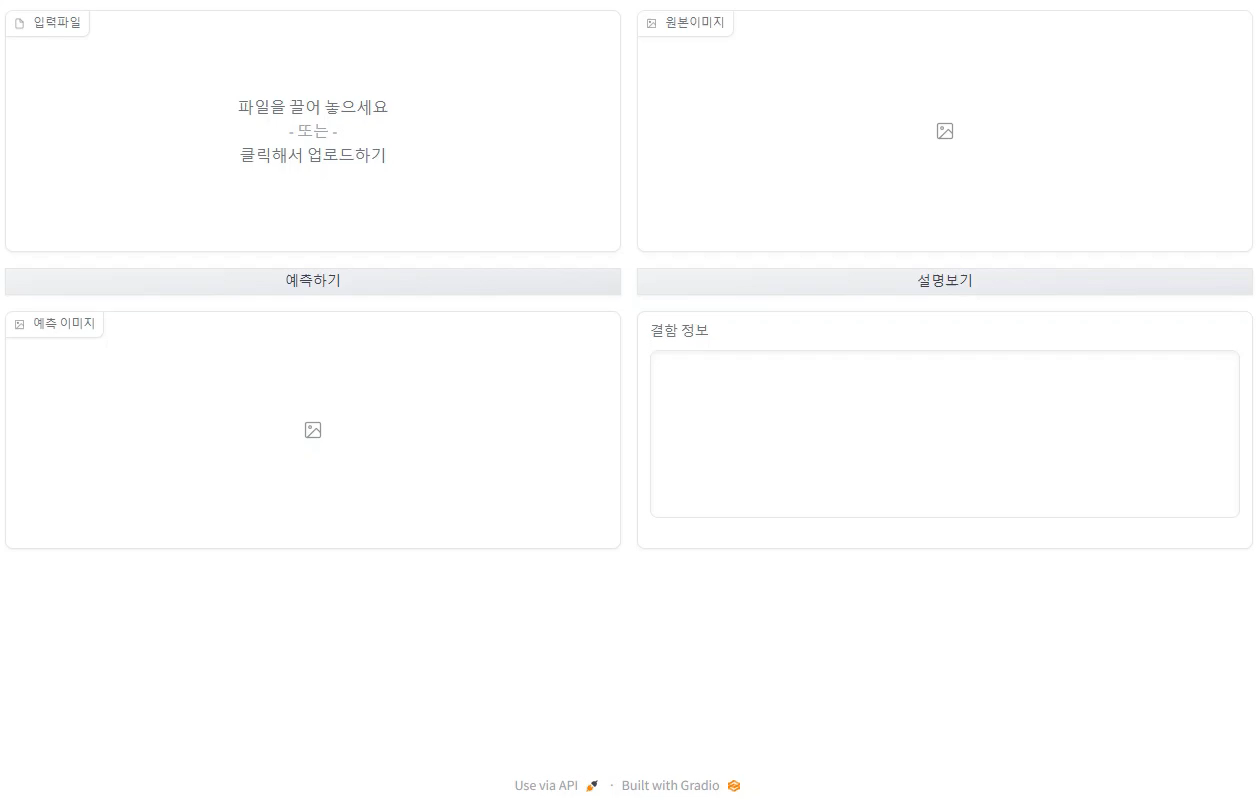 입력파일
원본이미지
파일을 끌어 놓으세요
- 또는 -
클릭해서 업로드하기
예측하기
설명보기
예측 이미지
결함 정보
Use via API · Built with Gradio